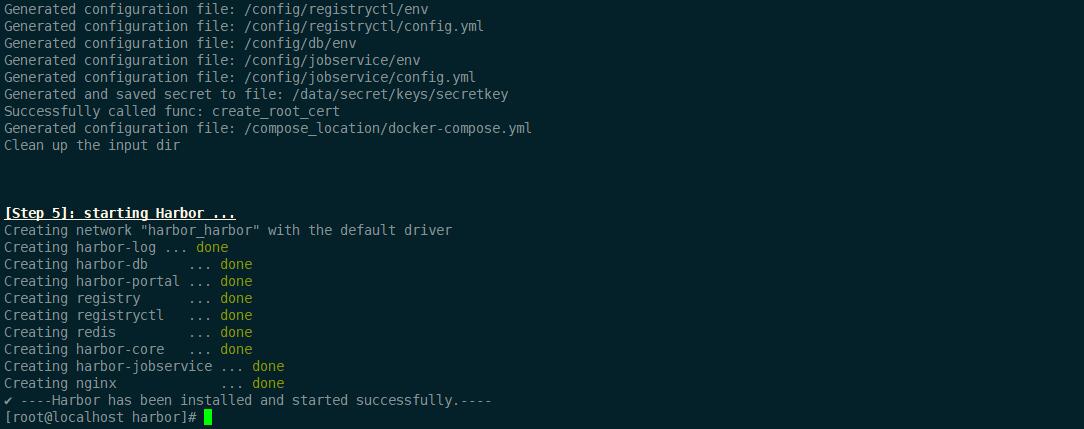 Generated configuration file: /config/registryctl/env
Generated configuration file: /config/registryctl/config.yml
Generated configuration file: /config/db/env
Generated configuration file: /config/jobservice/env
Generated configuration file: /config/jobservice/config.yml
Generated and saved secret to file: /data/secret/keys/secretkey
Successfully called func: create_root_cert
Generated configuration file: /compose_location/docker-compose.yml
Clean up the input dir
[Step 5]: starting Harbor ...
Creating network "harbor_harbor" with the default driver
Creating harbor-log ... done
Creating harbor-db     ... done
Creating harbor-portal ... done
Creating registry      ... done
Creating registryctl   ... done
Creating redis         ... done
Creating harbor-core   ... done
Creating harbor-jobservice ... done
Creating nginx             ... done
✔ ----Harbor has been installed and started successfully.----
[root@localhost harbor]#